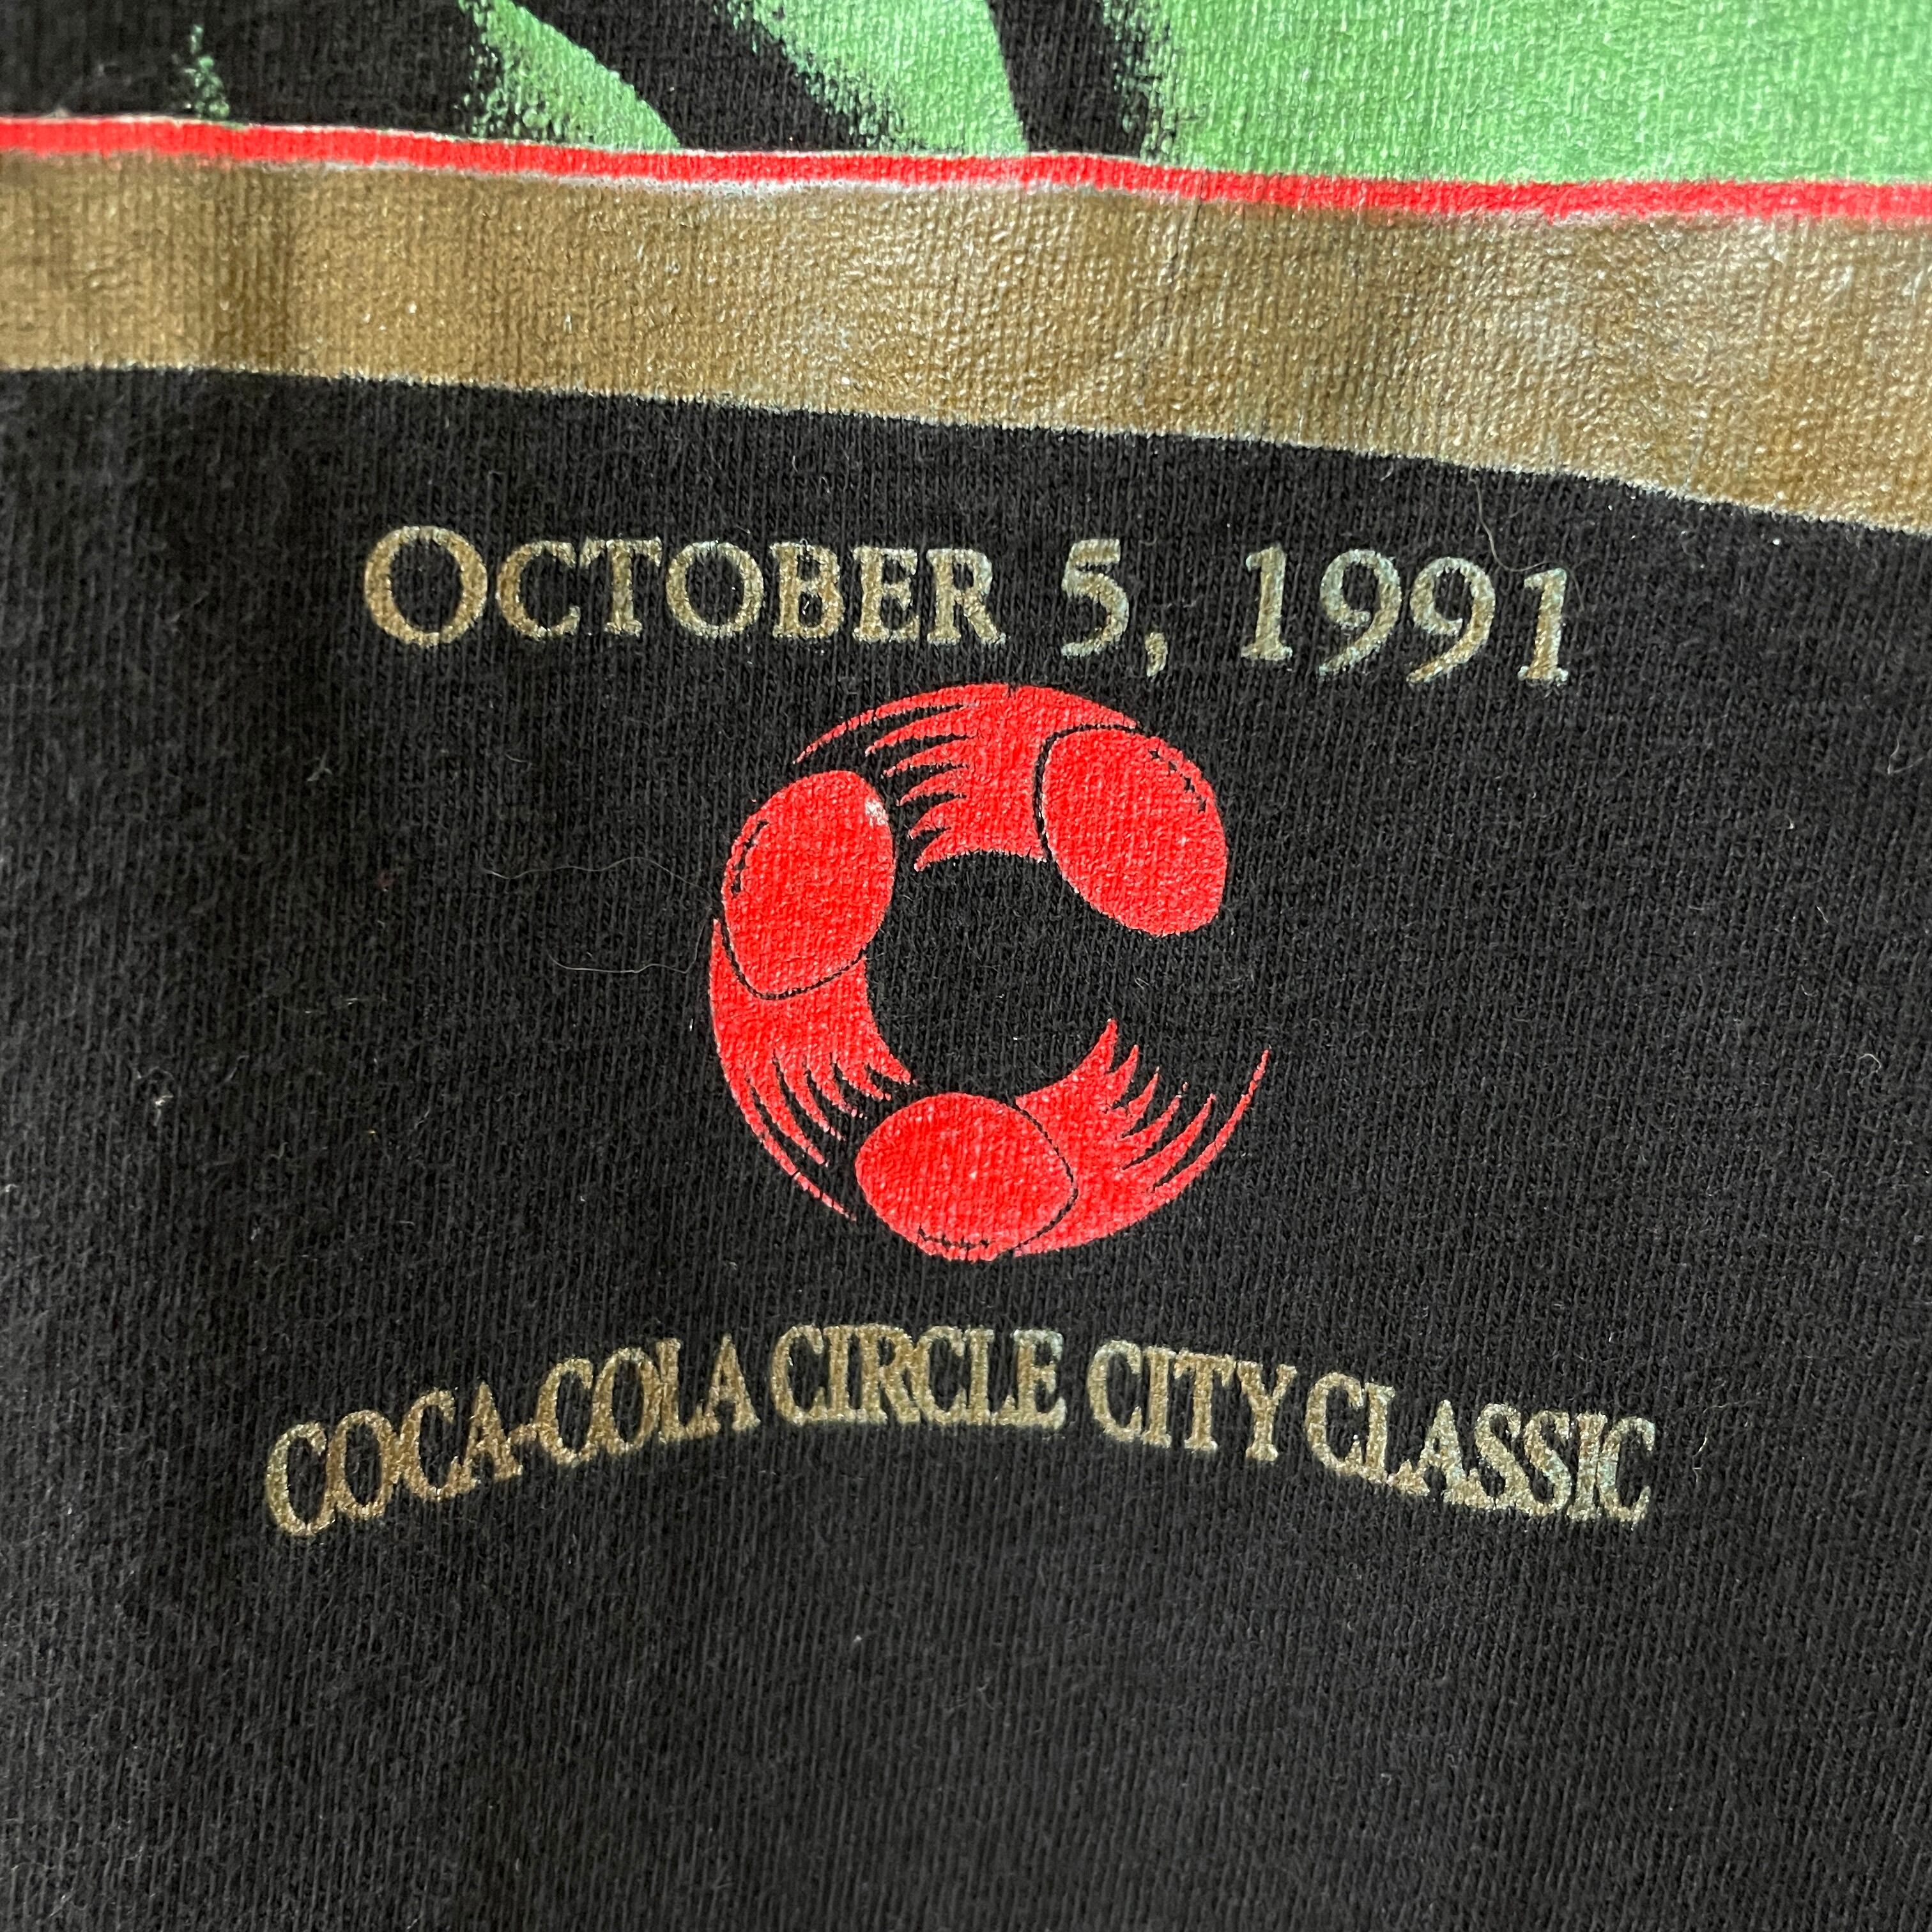 OCTOBER 5, 1991
COCA-COLA CIRCLE CITY CLASSIC